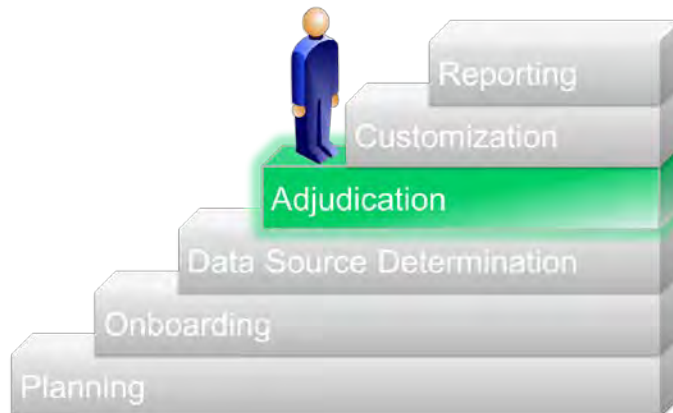 Reporting
Customization
Adjudication
Data Source Determination
Onboarding
Planning